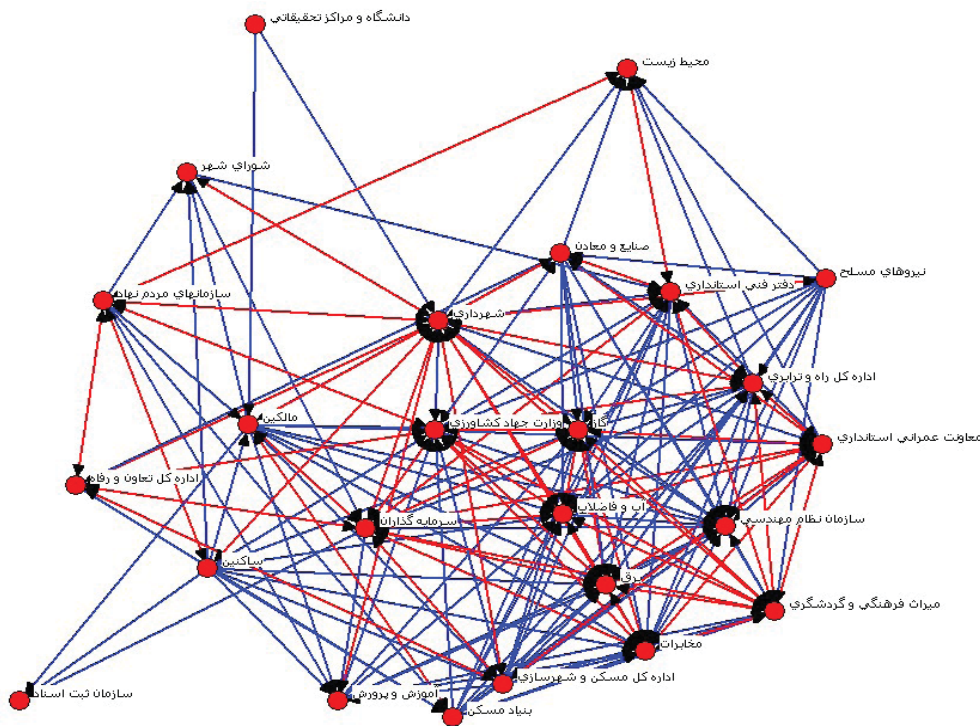 دانشگاه و مراکز تحقیقاتي
محیط زیست
شوراي شهر
صنایع و معادن
نیروهاي مسلح
دفتر فني استانداري
سازمانهاي مردم نهاد
شهرداري
اداره کل راه و ترابري
مالکین
وزارت جهاد کشاورزي
گاز
معاونت عمراني استانداري
اداره کل تعاون و رفاه
آب و فاضلاب
سازمان نظام مهندسي
سرمایه گذاران
ساکنین
برق
میراث فرهنگي و گردشگري
مخابرات
اداره کل مسکن و شهرسازي
سازمان ثبت اسناد
آموزش و پرورش
بنیاد مسکن